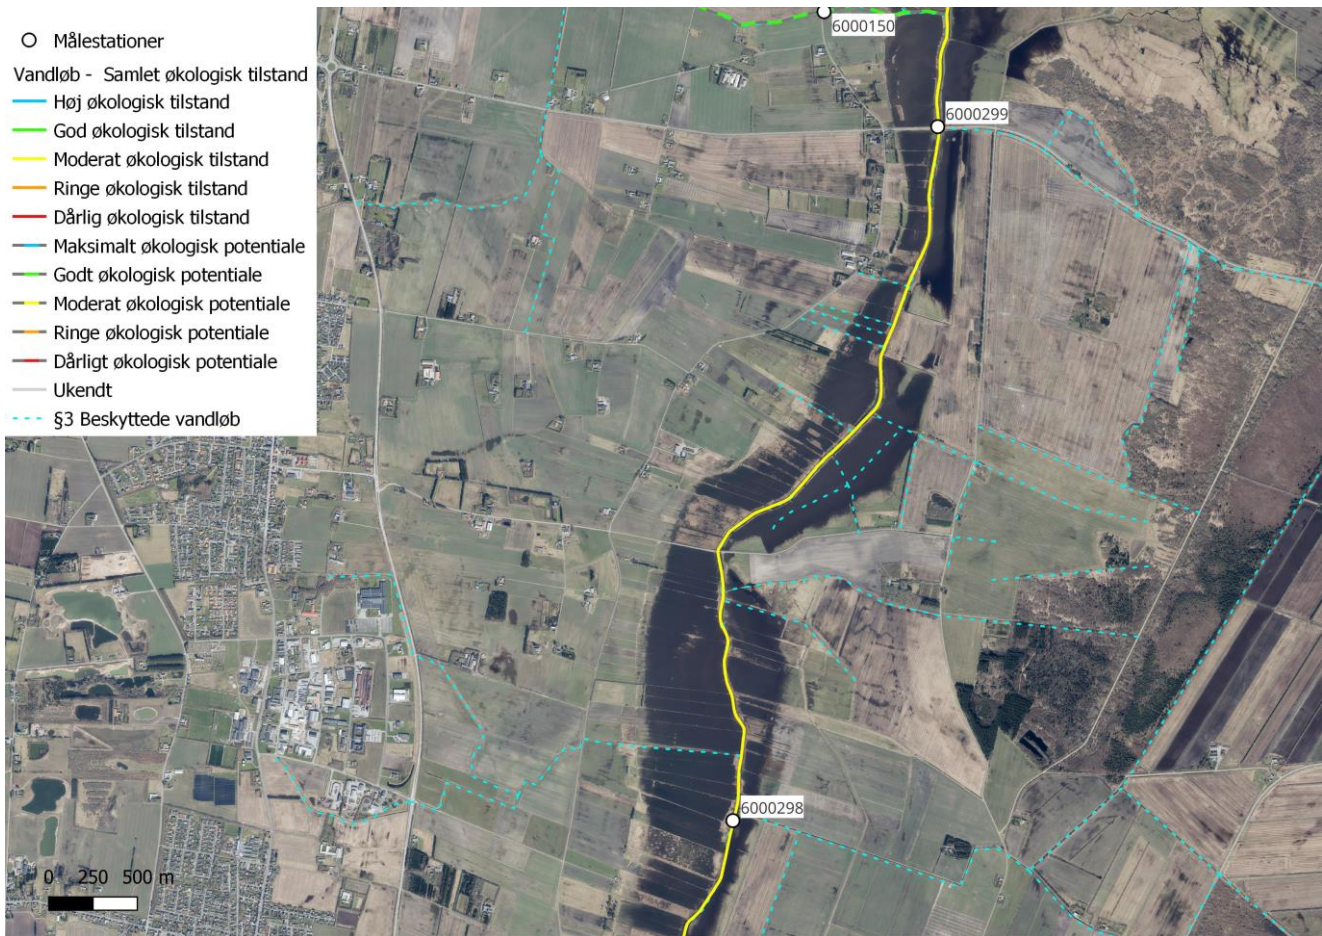 Målestationer
Vandløb - Samlet økologisk tilstand
Høj økologisk tilstand
God økologisk tilstand
Moderat økologisk tilstand
Ringe økologisk tilstand
Dårlig økologisk tilstand
Maksimalt økologisk potentiale
Godt økologisk potentiale
Moderat økologisk potentiale
Ringe økologisk potentiale
Dårligt økologisk potentiale
Ukendt
§3 Beskyttede vandløb
6000150
6000299
6000298
0 250 500 m